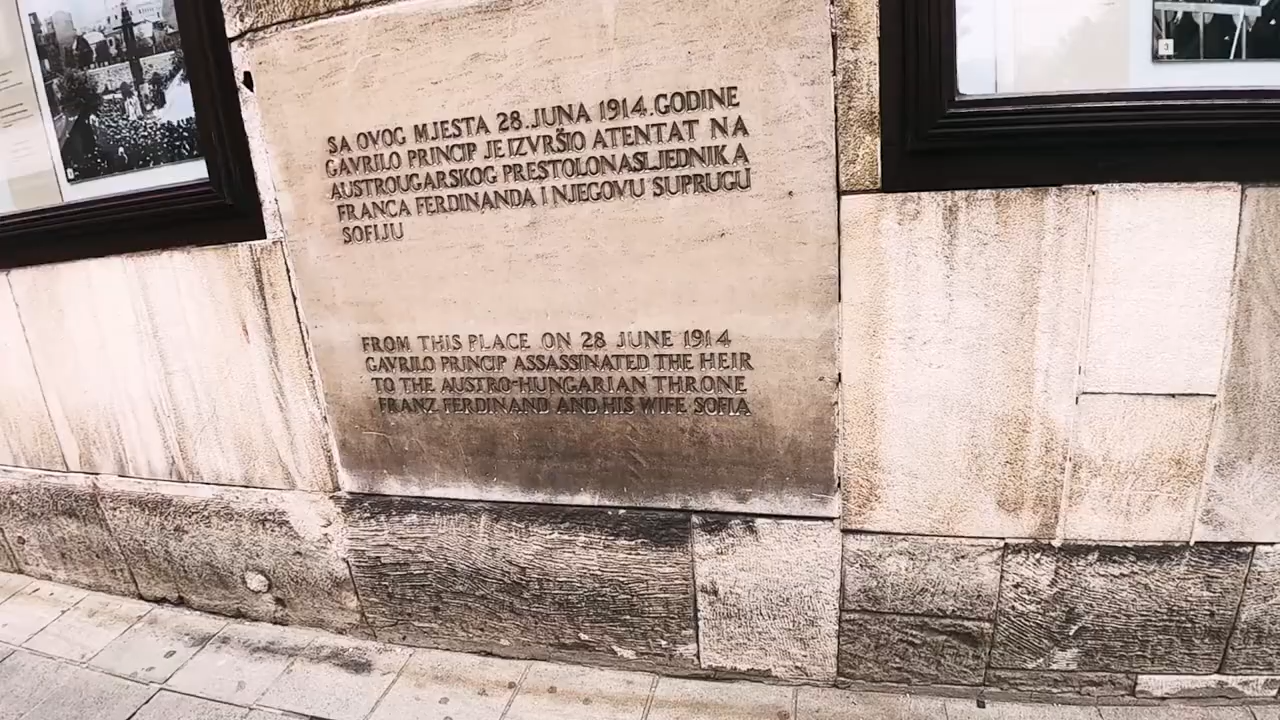 SA OVOG MJESTA 28.JUNA 1914.GODINE
GAVRILO PRINCIP JE IZVRŠIO ATENTAT NA
AUSTROUGARSKOG PRESTOLONASLJEDNIKA
FRANCA FERDINANDA I NJEGOVU SUPRUGU
SOFIJU
FROM THIS PLACE ON 28 JUNE 1914
GAVRILO PRINCIP ASSASSINATED THE HEIR
TO THE AUSTRO-HUNGARIAN THRONE
FRANZ FERDINAND AND HIS WIFE SOFIA
3